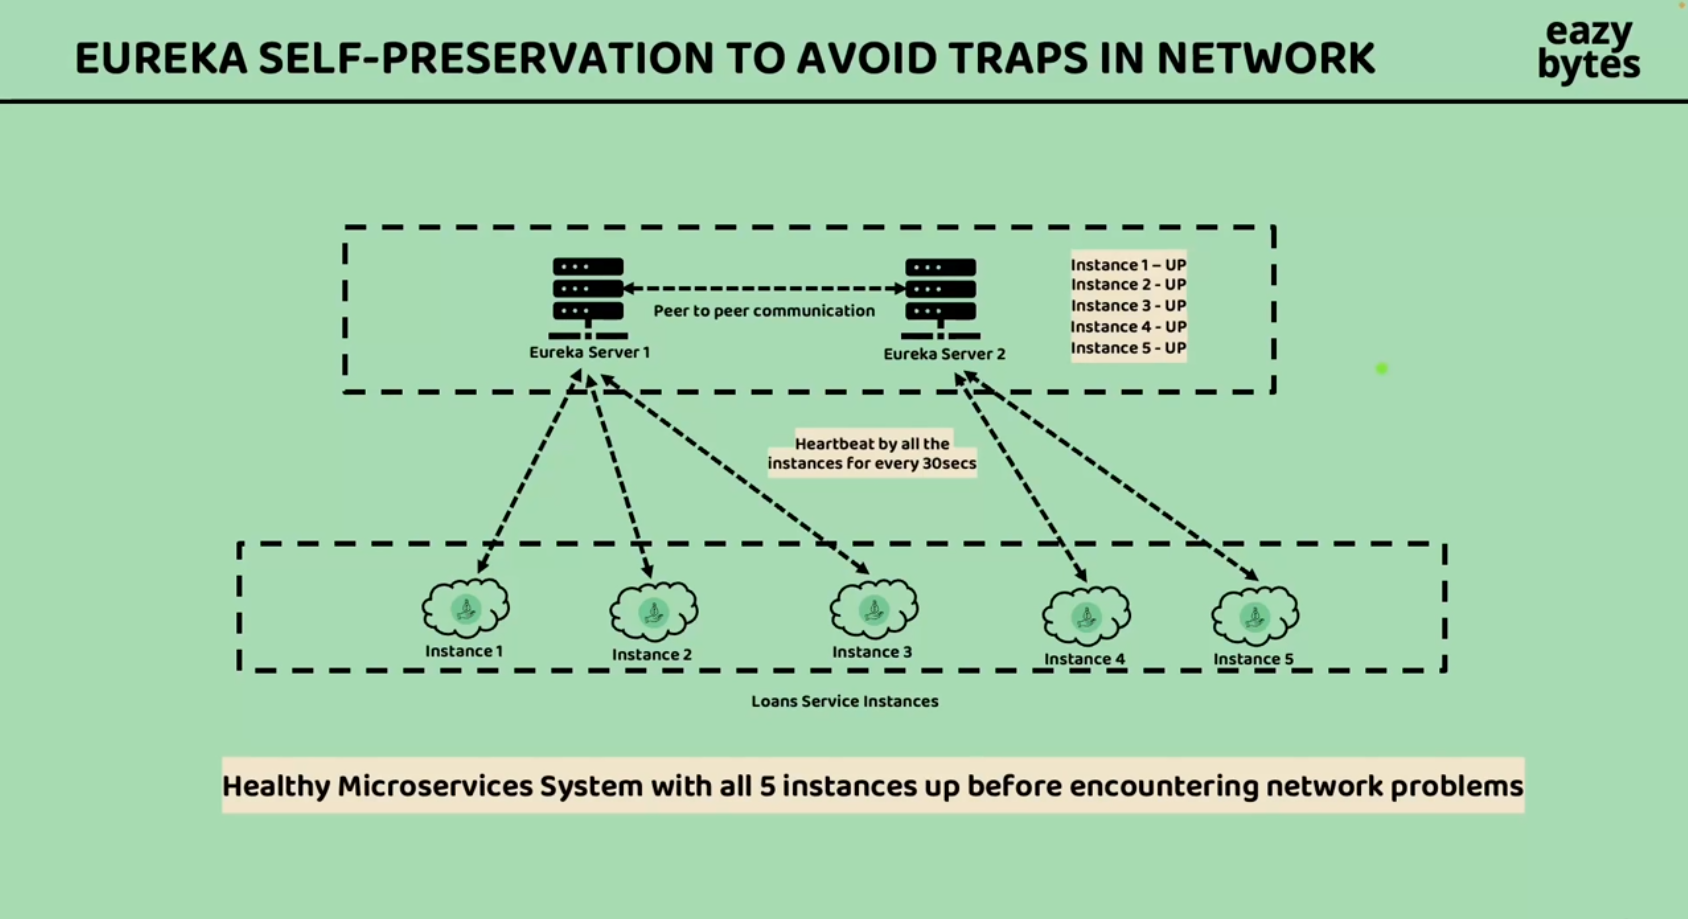 EUREKA SELF-PRESERVATION TO AVOID TRAPS IN NETWORK
eazy
bytes
Instance 1 – UP
Instance 2 - UP
Instance 3 - UP
Instance 4 - UP
Instance 5 - UP
Peer to peer communication
Eureka Server 1
Eureka Server 2
Heartbeat by all the
instances for every 30secs
Instance 1
Instance 2
Instance 3
Instance 4
Instance 5
Loans Service Instances
Healthy Microservices System with all 5 instances up before encountering network problems